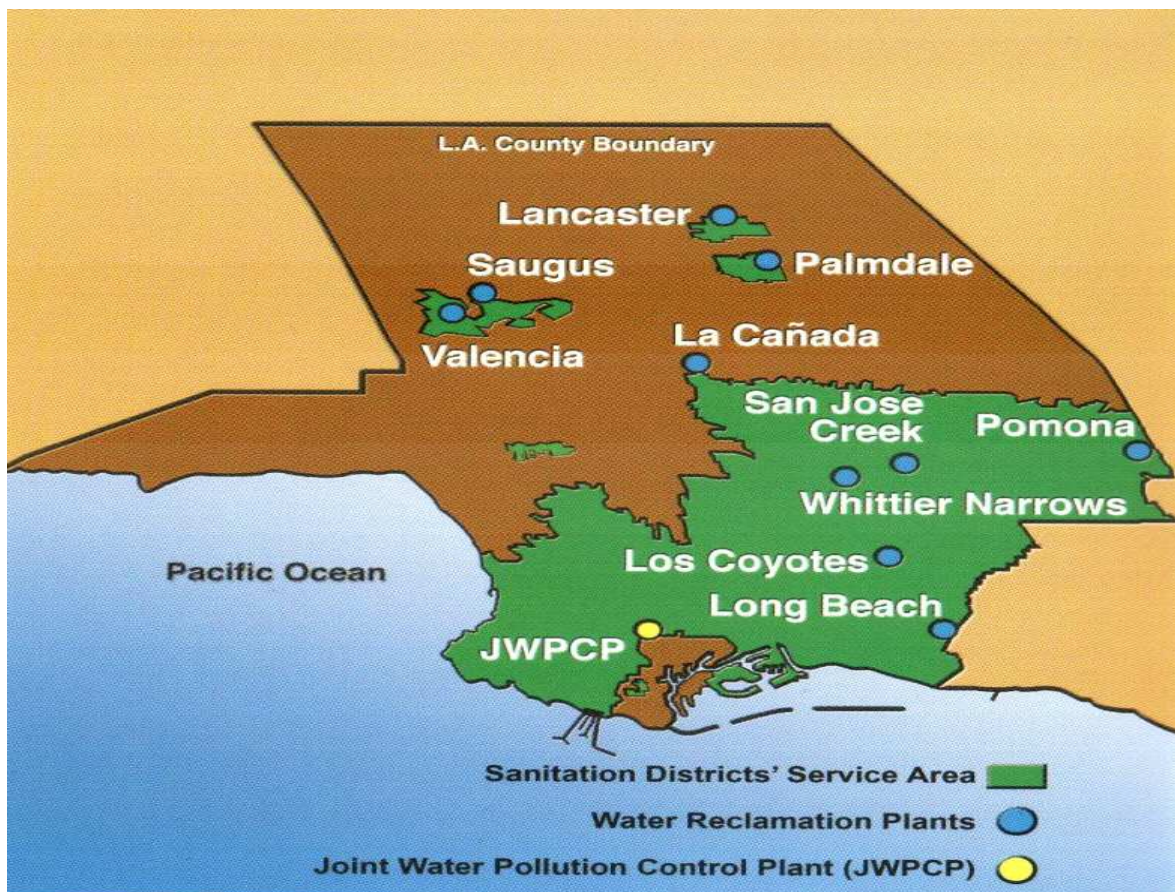 L.A. County Boundary
Lancaster
Palmdale
Saugus
Valencia
La Cañada
San Jose
Creek
Pomona
Whittier Narrows
Pacific Ocean
Los Coyotes
Long Beach
JWPCP
Sanitation Districts' Service Area
Water Reclamation Plants
Joint Water Pollution Control Plant (JWPCP)